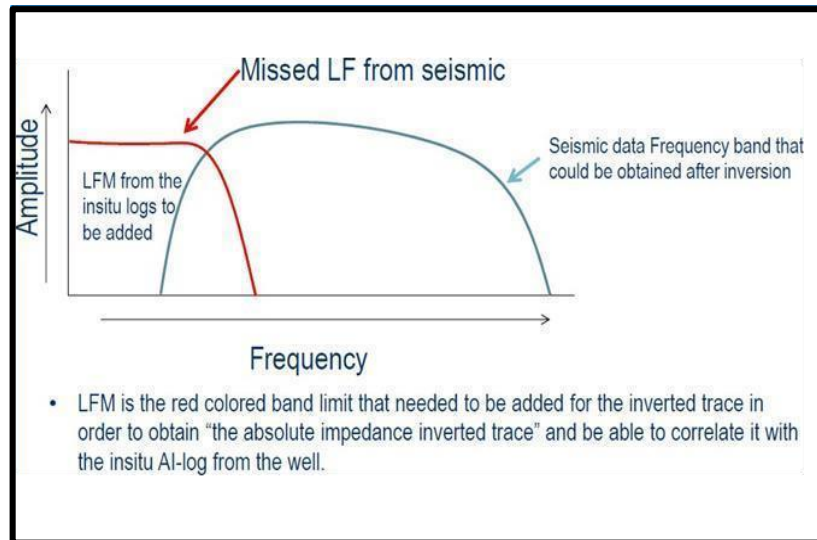 Missed LF from seismic
Amplitude
Seismic data Frequency band that
could be obtained after inversion
LFM from the
insitu logs to
be added
Frequency
• LFM is the red colored band limit that needed to be added for the inverted trace in
order to obtain “the absolute impedance inverted trace” and be able to correlate it with
the insitu AI-log from the well.